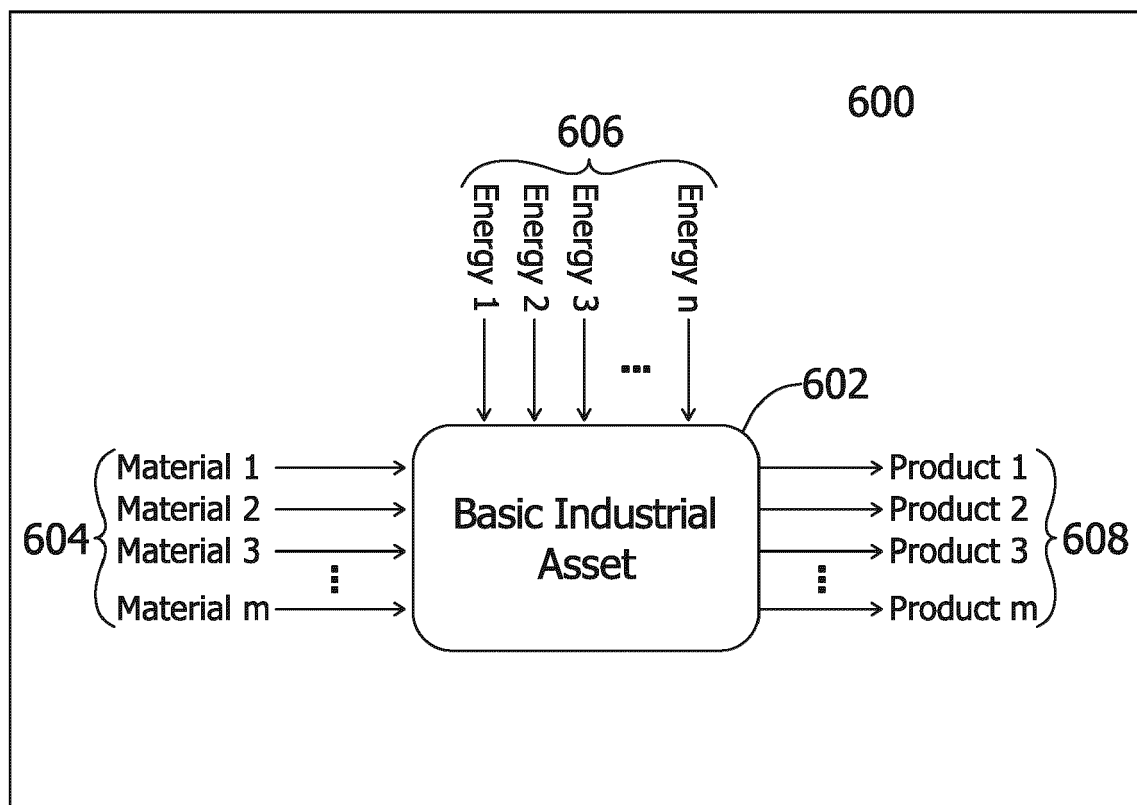 600
606
Energy 1
Energy 2
Energy 3
Energy n
...
602
604
Material 1
Material 2
Material 3
...
Material m
Basic Industrial
Asset
Product 1
Product 2
Product 3
...
Product m
608